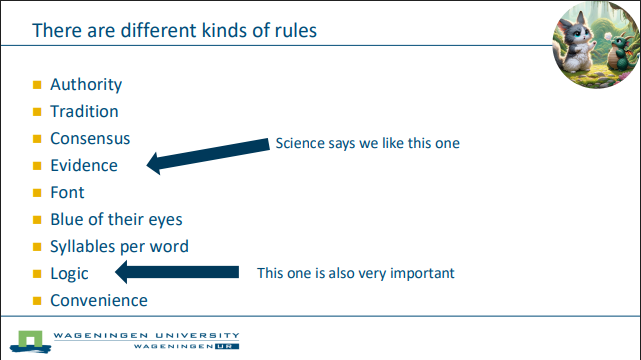 There are different kinds of rules
Authority
Tradition
Consensus
Evidence
Science says we like this one
Font
Blue of their eyes
Syllables per word
Logic
This one is also very important
Convenience
WAGENINGEN UNIVERSITY
WAGENINGEN UR